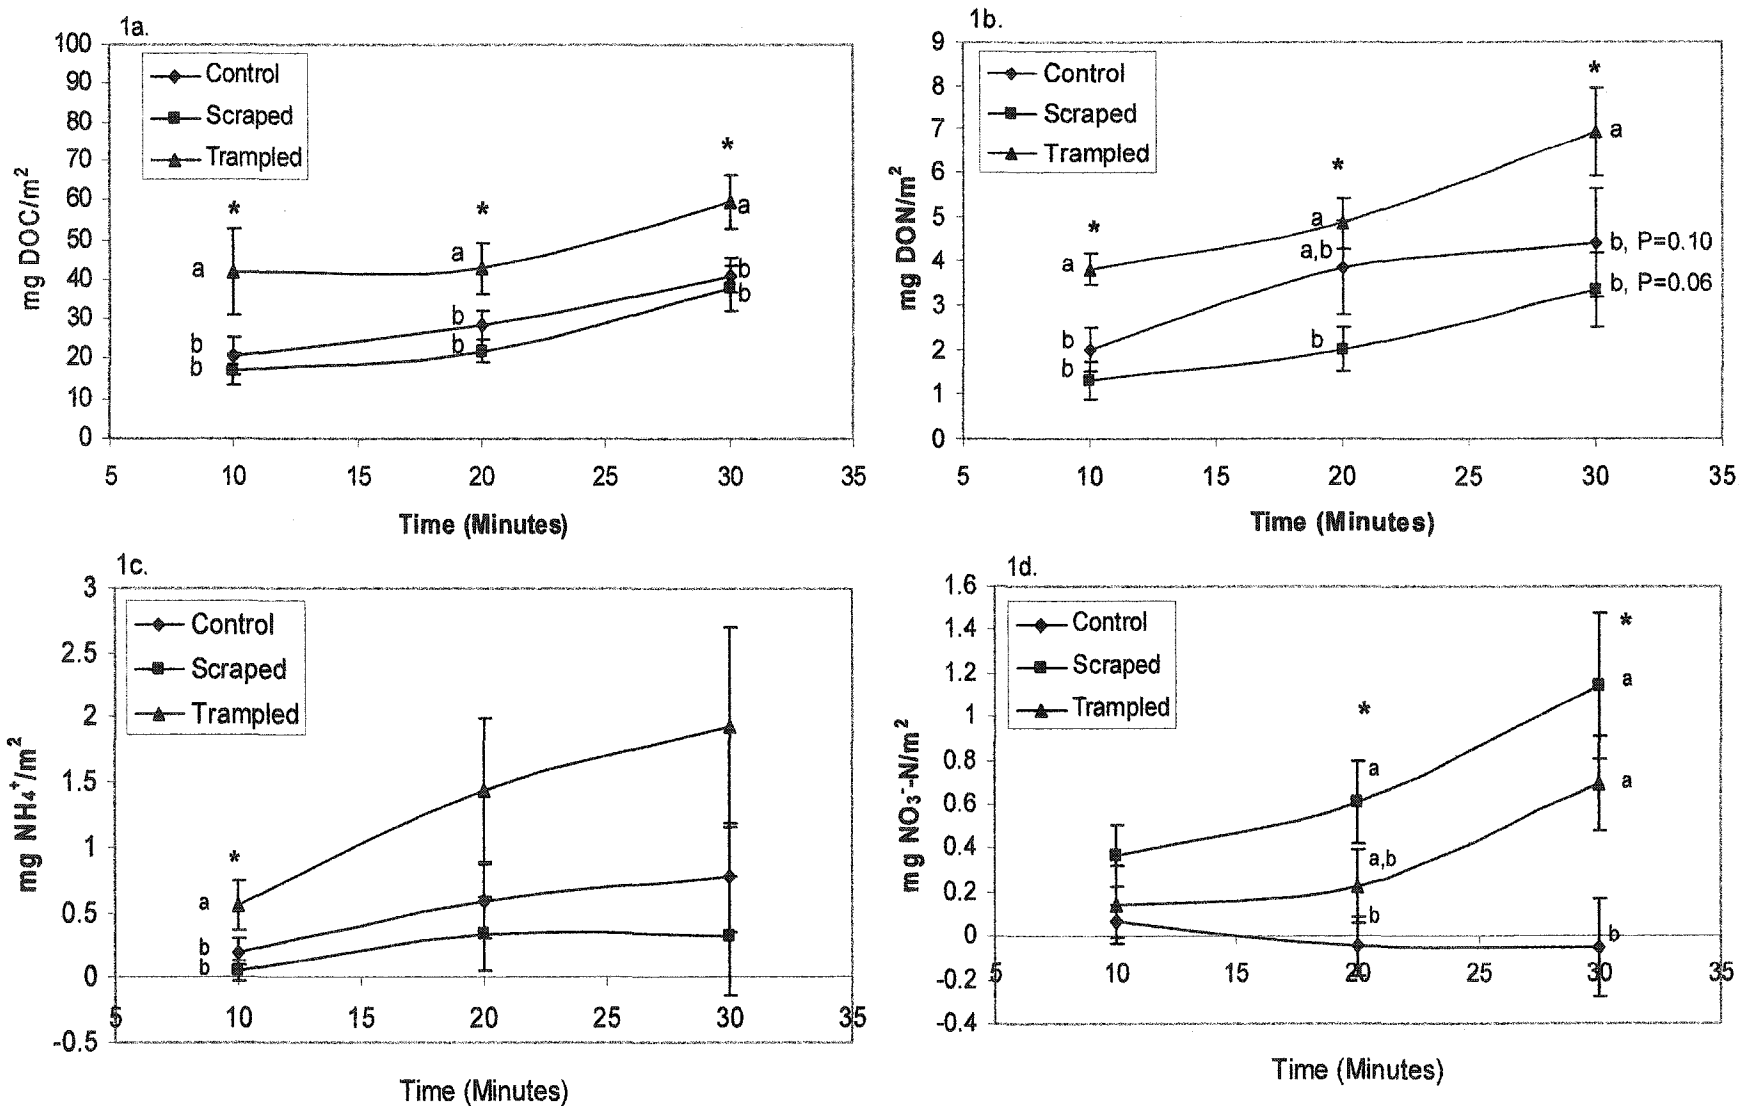 1a.
mg DOC/m²
100
90
80
70
60
50
40
30
20
10
0
Control
Scraped
Trampled
*
*
*
a
a
a
b
b
b
b
b
b
5 10 15 20 25 30 35
Time (Minutes)
1b.
mg DON/m²
9
8
7
6
5
4
3
2
1
0
Control
Scraped
Trampled
*
*
*
a
a
a
a,b
b, P=0.10
b, P=0.06
b
b
b
5 10 15 20 25 30 35
Time (Minutes)
1c.
mg NH₄⁺/m²
3
2.5
2
1.5
1
0.5
0
-0.5
Control
Scraped
Trampled
*
a
b
b
5 10 15 20 25 30 35
Time (Minutes)
1d.
mg NO₃⁻-N/m²
1.6
1.4
1.2
1
0.8
0.6
0.4
0.2
0
-0.2
-0.4
Control
Scraped
Trampled
*
*
a
a
a
a,b
b
b
5 10 15 20 25 30 35
Time (Minutes)